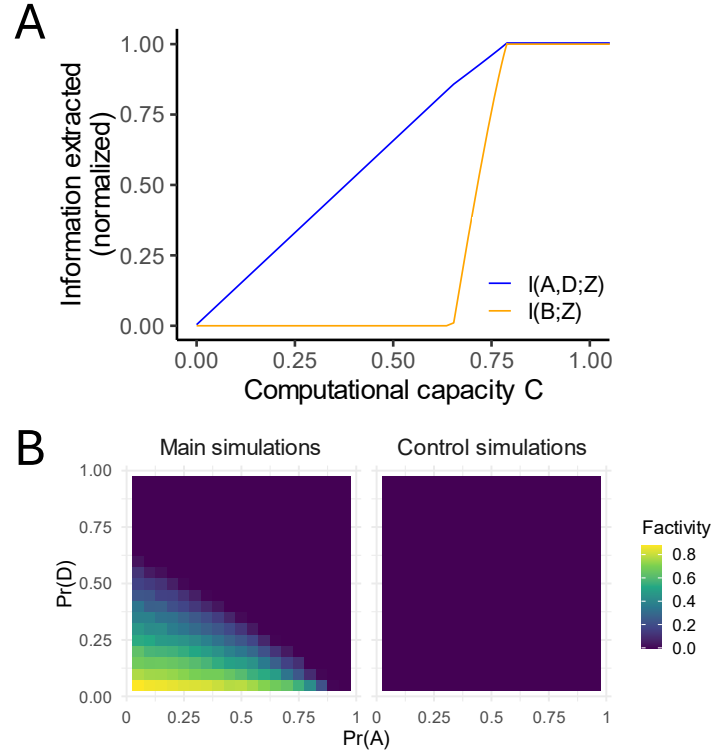 A
Information extracted
(normalized)
1.00
0.75
0.50
0.25
0.00
I(A,D;Z)
I(B;Z)
0.00 0.25 0.50 0.75 1.00
Computational capacity C
B
Main simulations Control simulations
Pr(D)
1.00
0.75
0.50
0.25
0.00
0 0.25 0.5 0.75 1 0 0.25 0.5 0.75 1
Pr(A)
Factivity
0.8
0.6
0.4
0.2
0.0